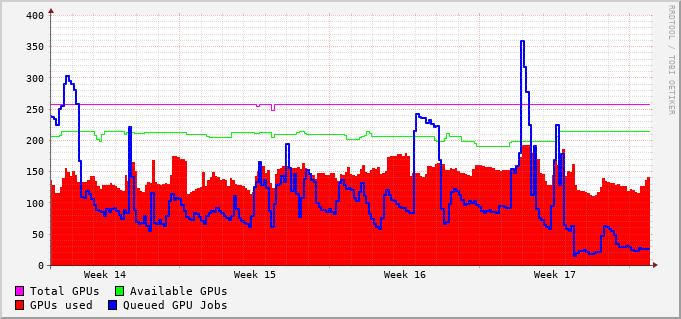 400
350
300
250
200
150
100
50
0
Week 14 Week 15 Week 16 Week 17
Total GPUs Available GPUs
GPUs used Queued GPU Jobs
RRDTOOL / TOBI OETIKER